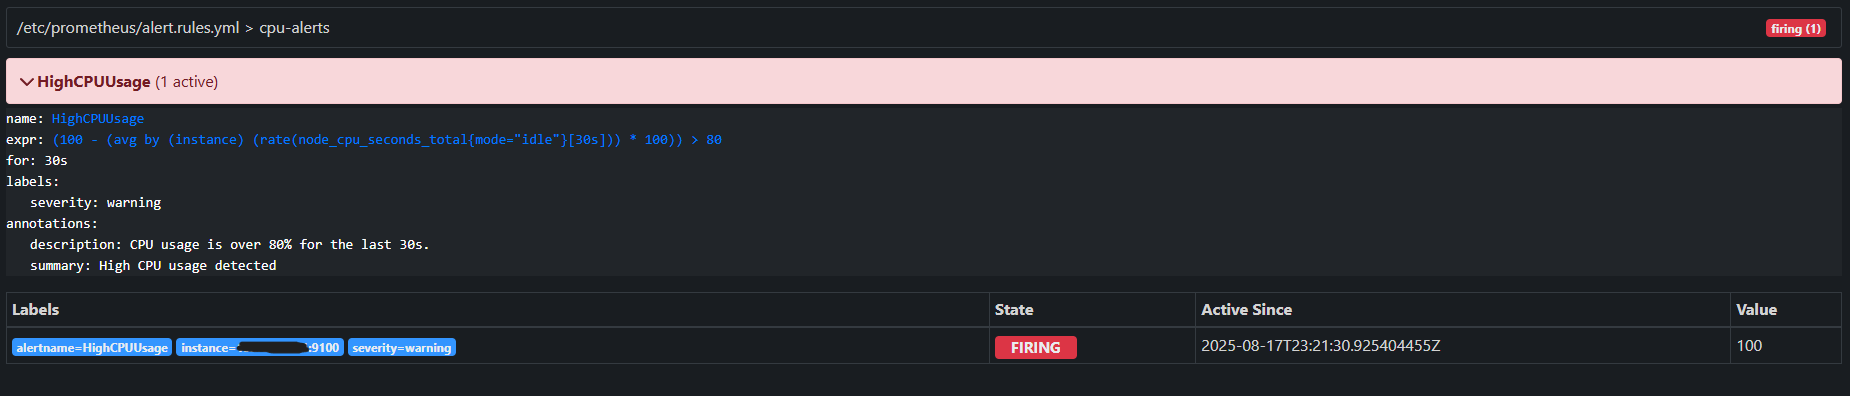 /etc/prometheus/alert.rules.yml > cpu-alerts firing (1)
HighCPUUsage (1 active)
name: HighCPUUsage
expr: (100 - (avg by (instance) (rate(node_cpu_seconds_total{mode="idle"}[30s])) * 100)) > 80
for: 30s
labels:
severity: warning
annotations:
description: CPU usage is over 80% for the last 30s.
summary: High CPU usage detected
Labels State Active Since Value
alertname=HighCPUUsage instance= :9100 severity=warning FIRING 2025-08-17T23:21:30.925404455Z 100